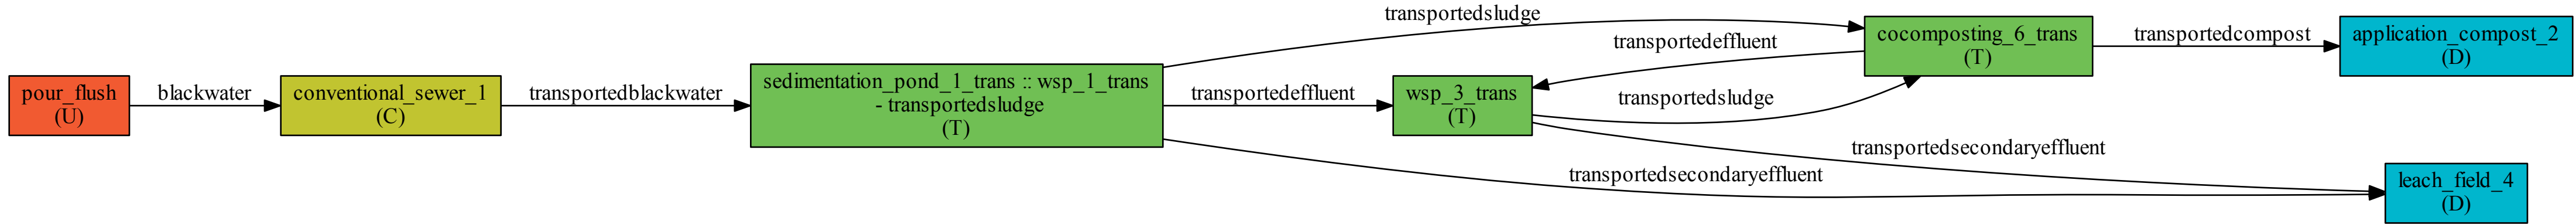 pour_flush
(U)
blackwater
conventional_sewer_1
(C)
transportedblackwater
sedimentation_pond_1_trans :: wsp_1_trans
- transportedsludge
(T)
transportedsludge
transportedeffluent
transportedsecondaryeffluent
wsp_3_trans
(T)
transportedeffluent
transportedsludge
transportedsecondaryeffluent
cocomposting_6_trans
(T)
transportedcompost
application_compost_2
(D)
leach_field_4
(D)